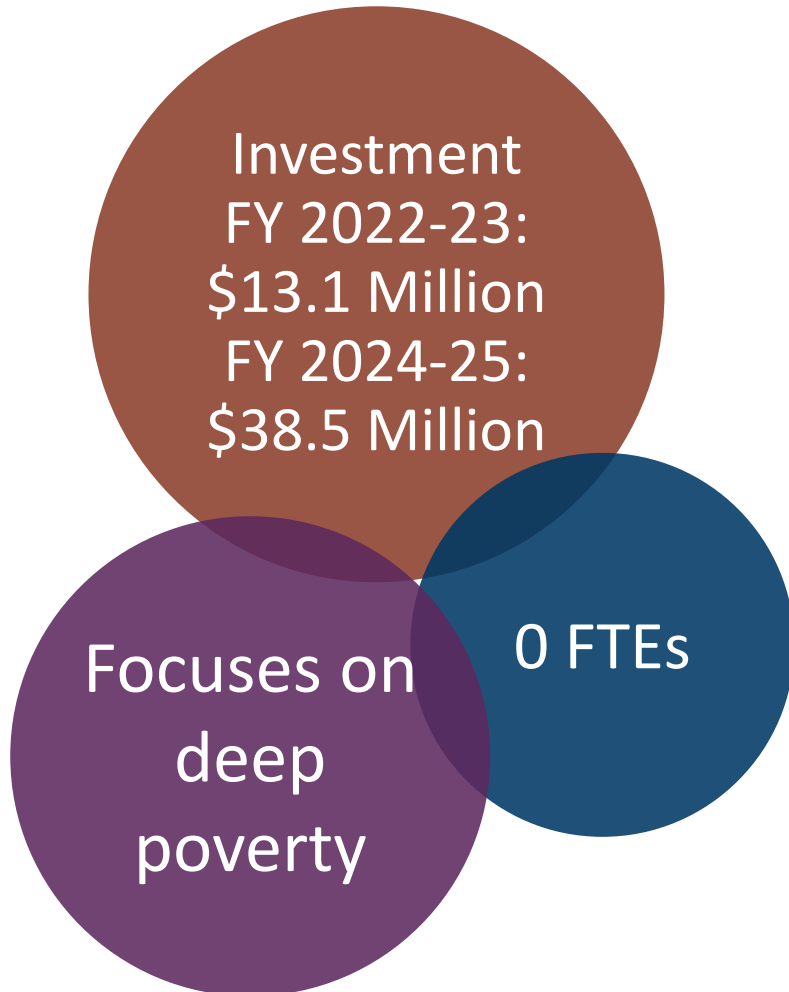 Investment
FY 2022-23:
$13.1 Million
FY 2024-25:
$38.5 Million
0 FTEs
Focuses on
deep
poverty